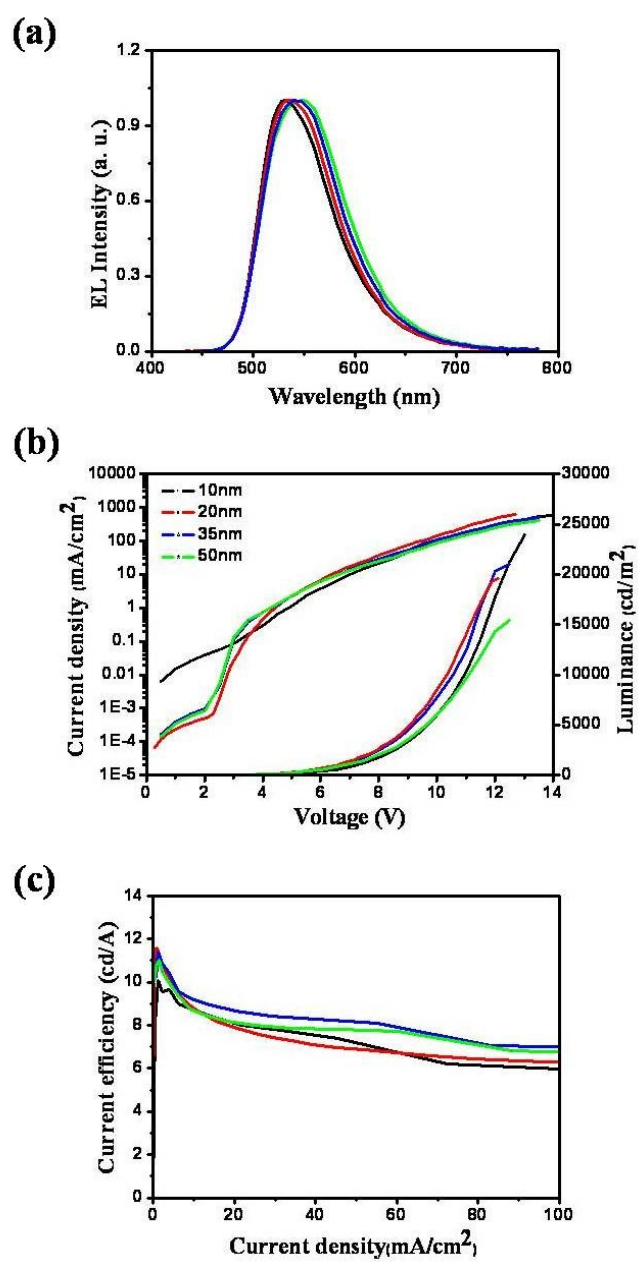 (a)
1.2
0.9
0.6
0.3
0.0
EL Intensity (a. u.)
400 500 600 700 800
Wavelength (nm)
(b)
10000
1000
100
10
1
0.1
0.01
1E-3
1E-4
1E-5
Current density (mA/cm²)
10nm
20nm
35nm
50nm
30000
25000
20000
15000
10000
5000
0
Luminance (cd/m²)
0 2 4 6 8 10 12 14
Voltage (V)
(c)
14
12
10
8
6
4
2
0
Current efficiency (cd/A)
0 20 40 60 80 100
Current density(mA/cm²)